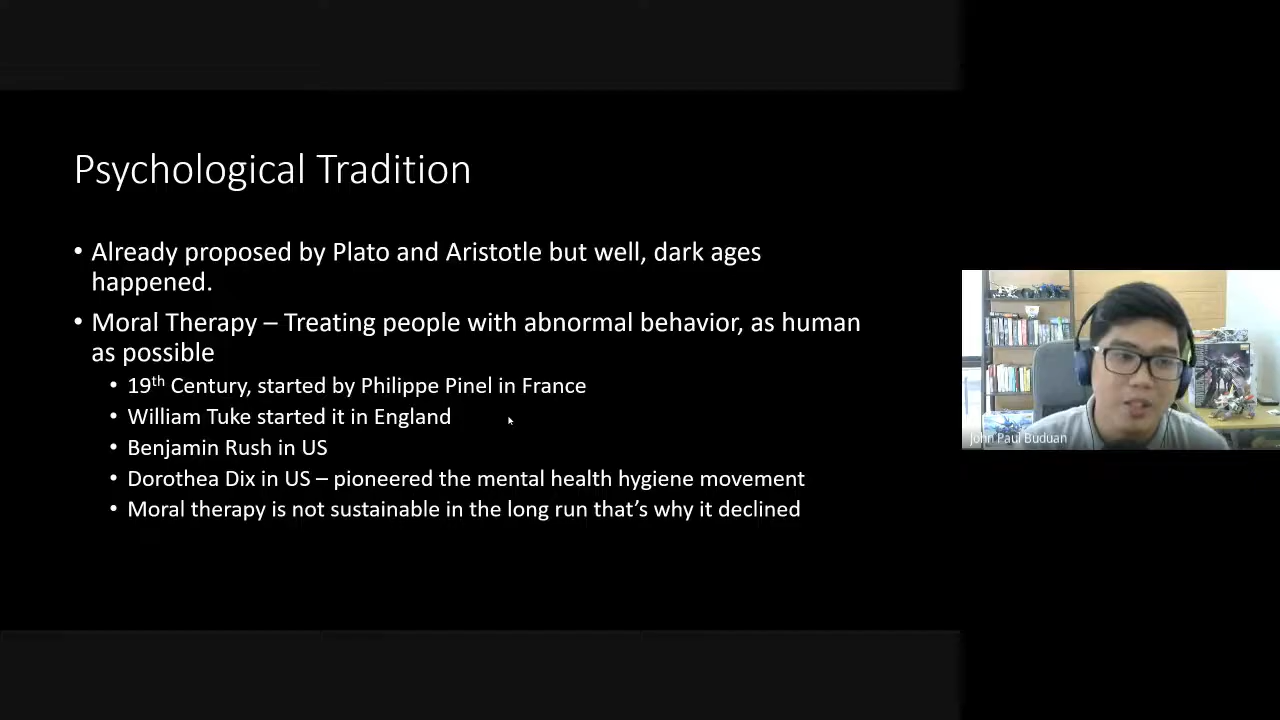 Psychological Tradition
• Already proposed by Plato and Aristotle but well, dark ages
happened.
• Moral Therapy – Treating people with abnormal behavior, as human
as possible
• 19th Century, started by Philippe Pinel in France
• William Tuke started it in England
• Benjamin Rush in US
• Dorothea Dix in US – pioneered the mental health hygiene movement
• Moral therapy is not sustainable in the long run that’s why it declined
John Paul Buduan